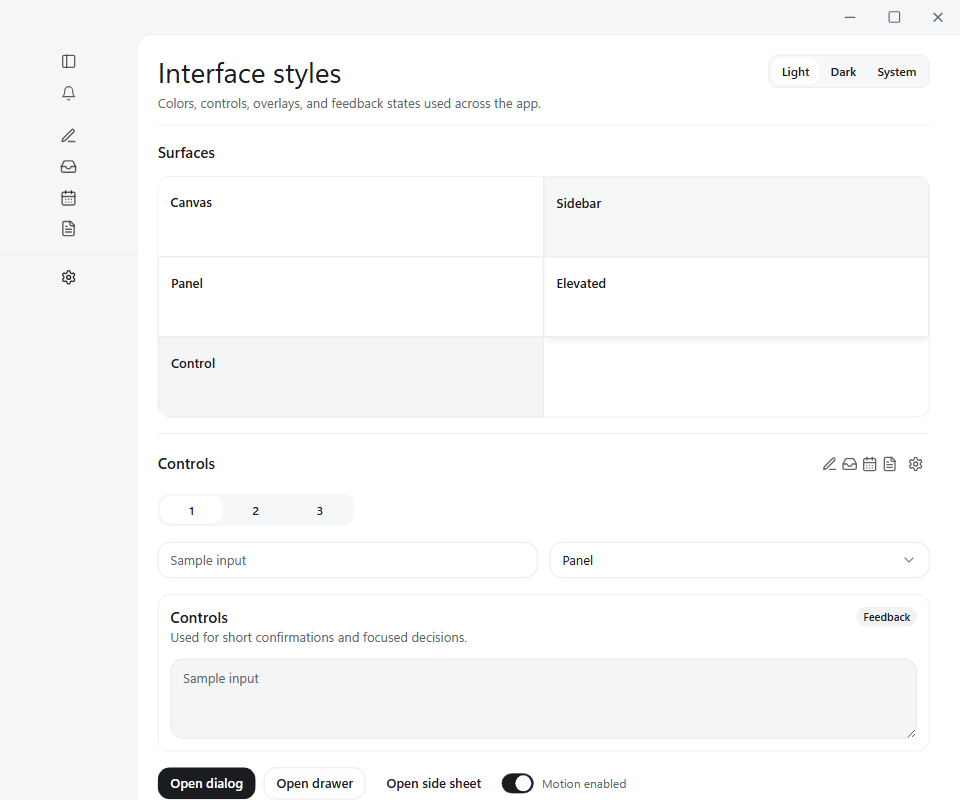 Interface styles
Light Dark System
Colors, controls, overlays, and feedback states used across the app.
Surfaces
Canvas
Sidebar
Panel
Elevated
Control
Controls
1 2 3
Sample input
Panel
Controls
Feedback
Used for short confirmations and focused decisions.
Sample input
Open dialog Open drawer Open side sheet Motion enabled